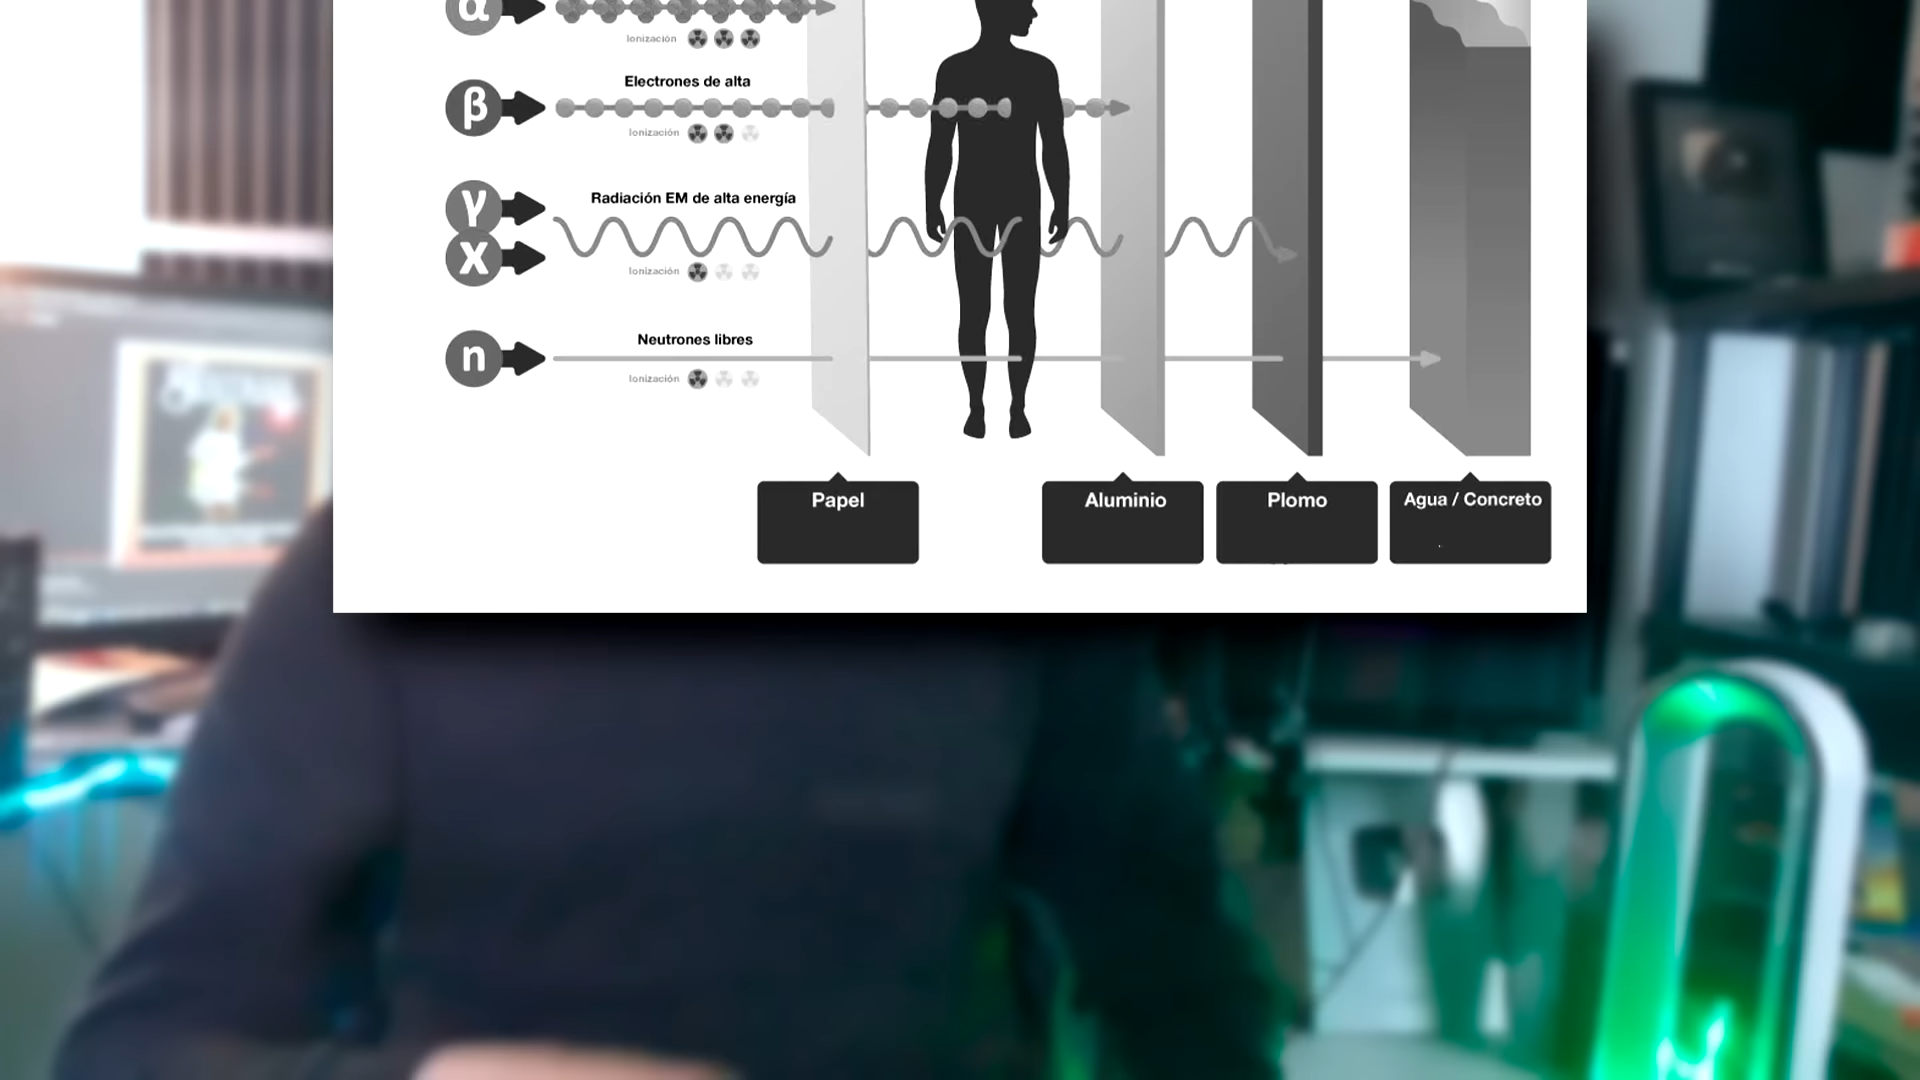 α
Ionización
Electrones de alta
β
Ionización
γ
Radiación EM de alta energía
X
Ionización
Neutrones libres
n
Ionización
Papel
Aluminio
Plomo
Agua / Concreto